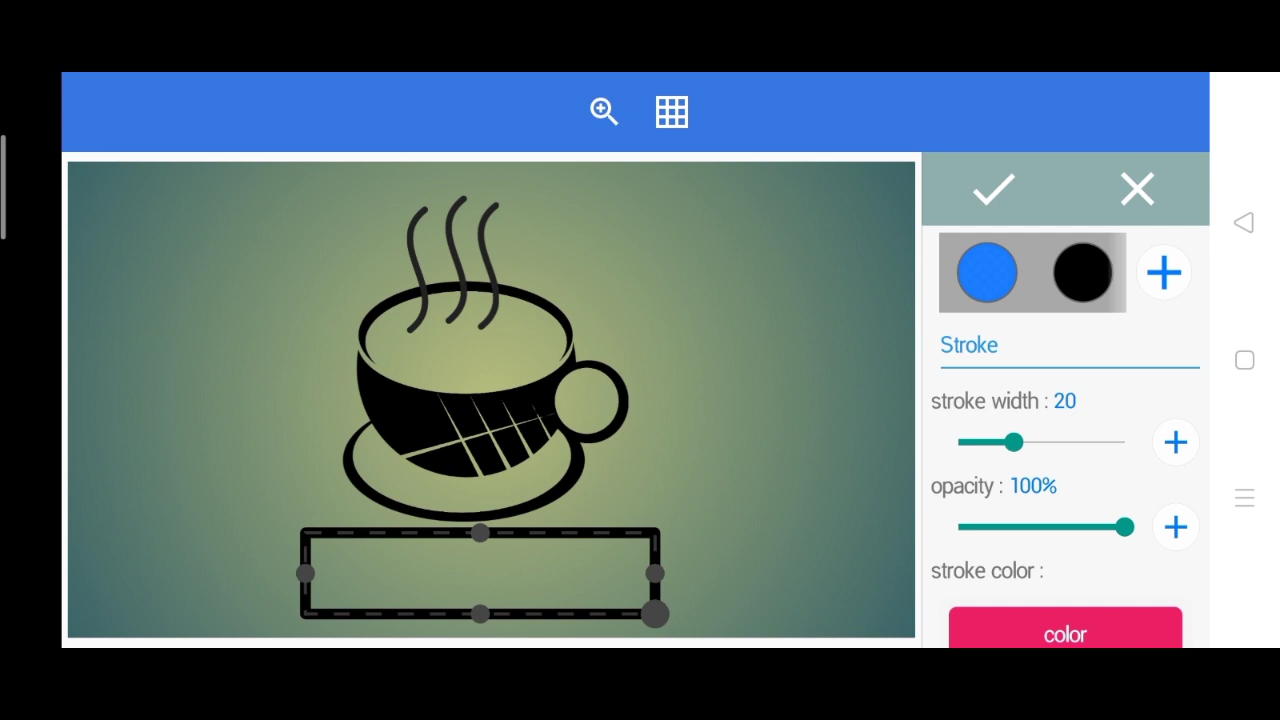 Stroke
stroke width : 20
opacity : 100%
stroke color :
color